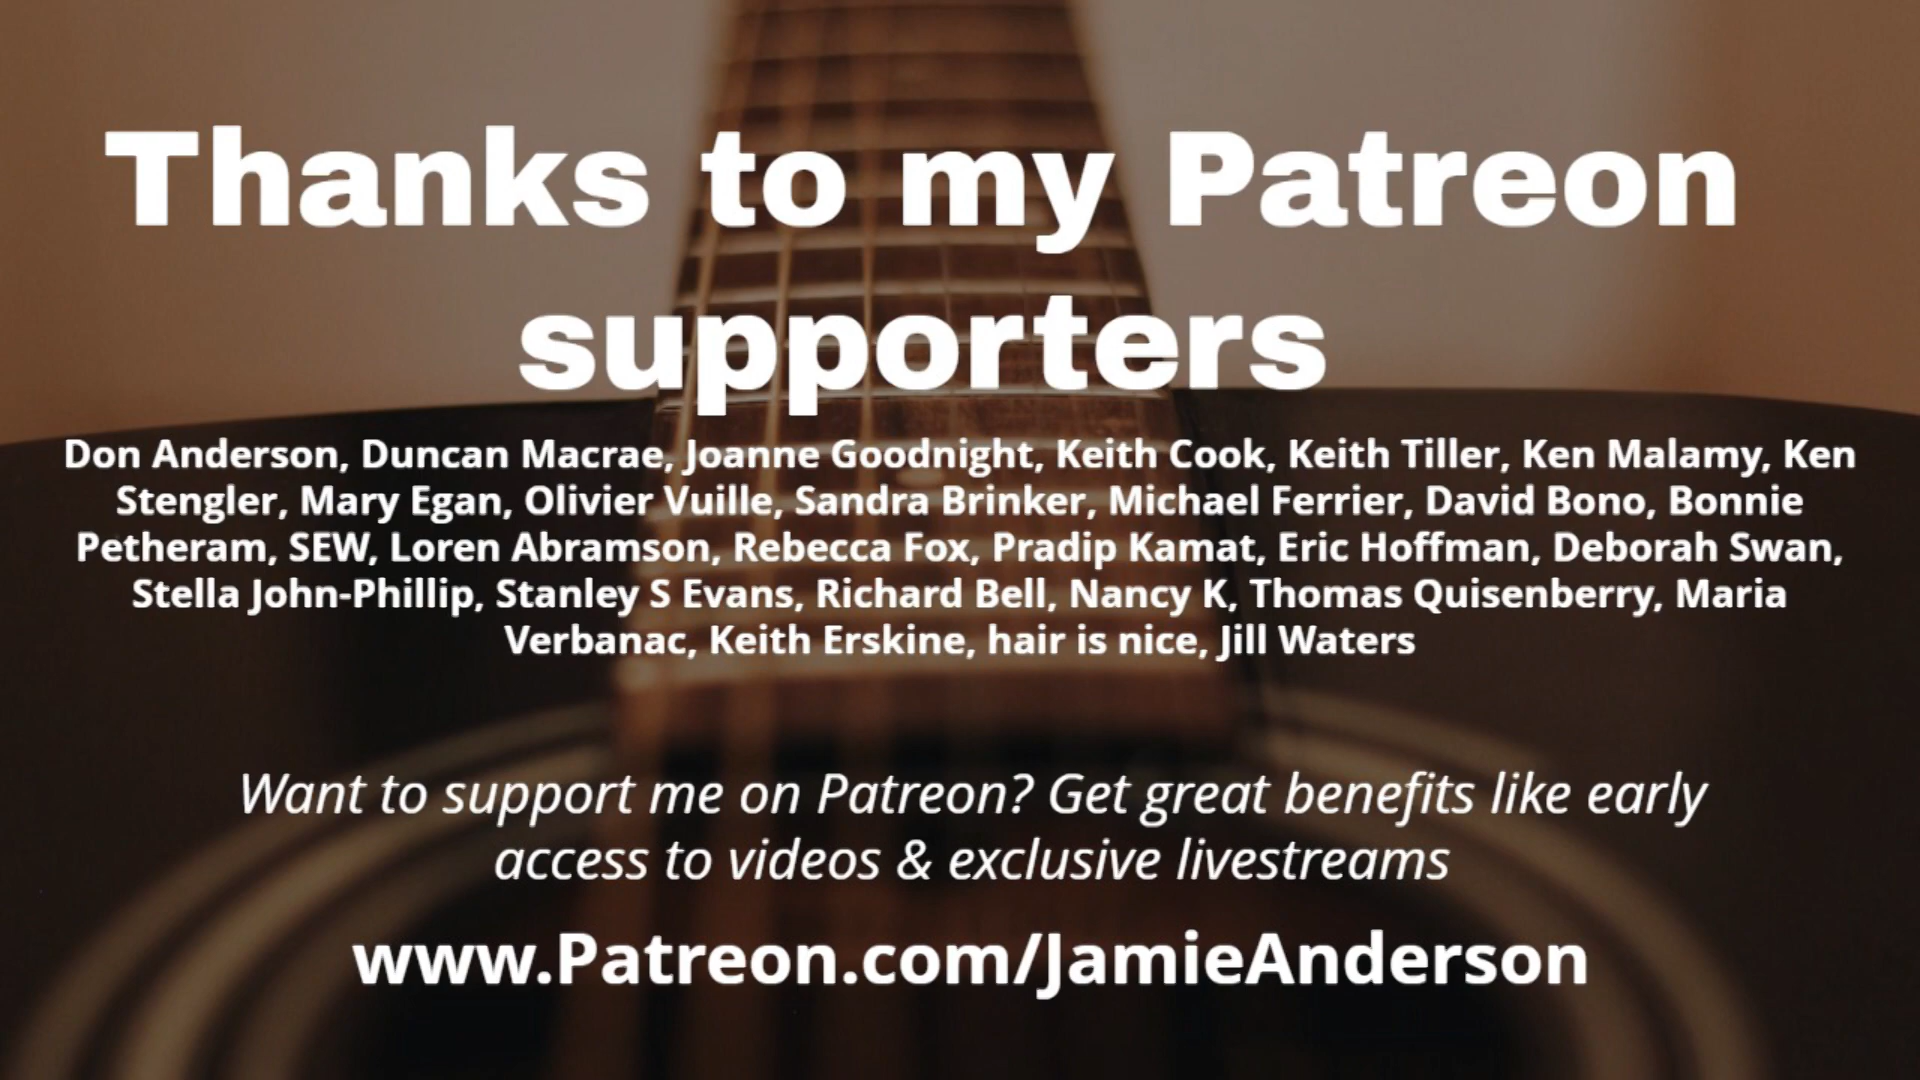 Thanks to my Patreon
supporters
Don Anderson, Duncan Macrae, Joanne Goodnight, Keith Cook, Keith Tiller, Ken Malamy, Ken
Stengler, Mary Egan, Olivier Vuille, Sandra Brinker, Michael Ferrier, David Bono, Bonnie
Petheram, SEW, Loren Abramson, Rebecca Fox, Pradip Kamat, Eric Hoffman, Deborah Swan,
Stella John-Phillip, Stanley S Evans, Richard Bell, Nancy K, Thomas Quisenberry, Maria
Verbanac, Keith Erskine, hair is nice, Jill Waters
Want to support me on Patreon? Get great benefits like early
access to videos & exclusive livestreams
www.Patreon.com/JamieAnderson